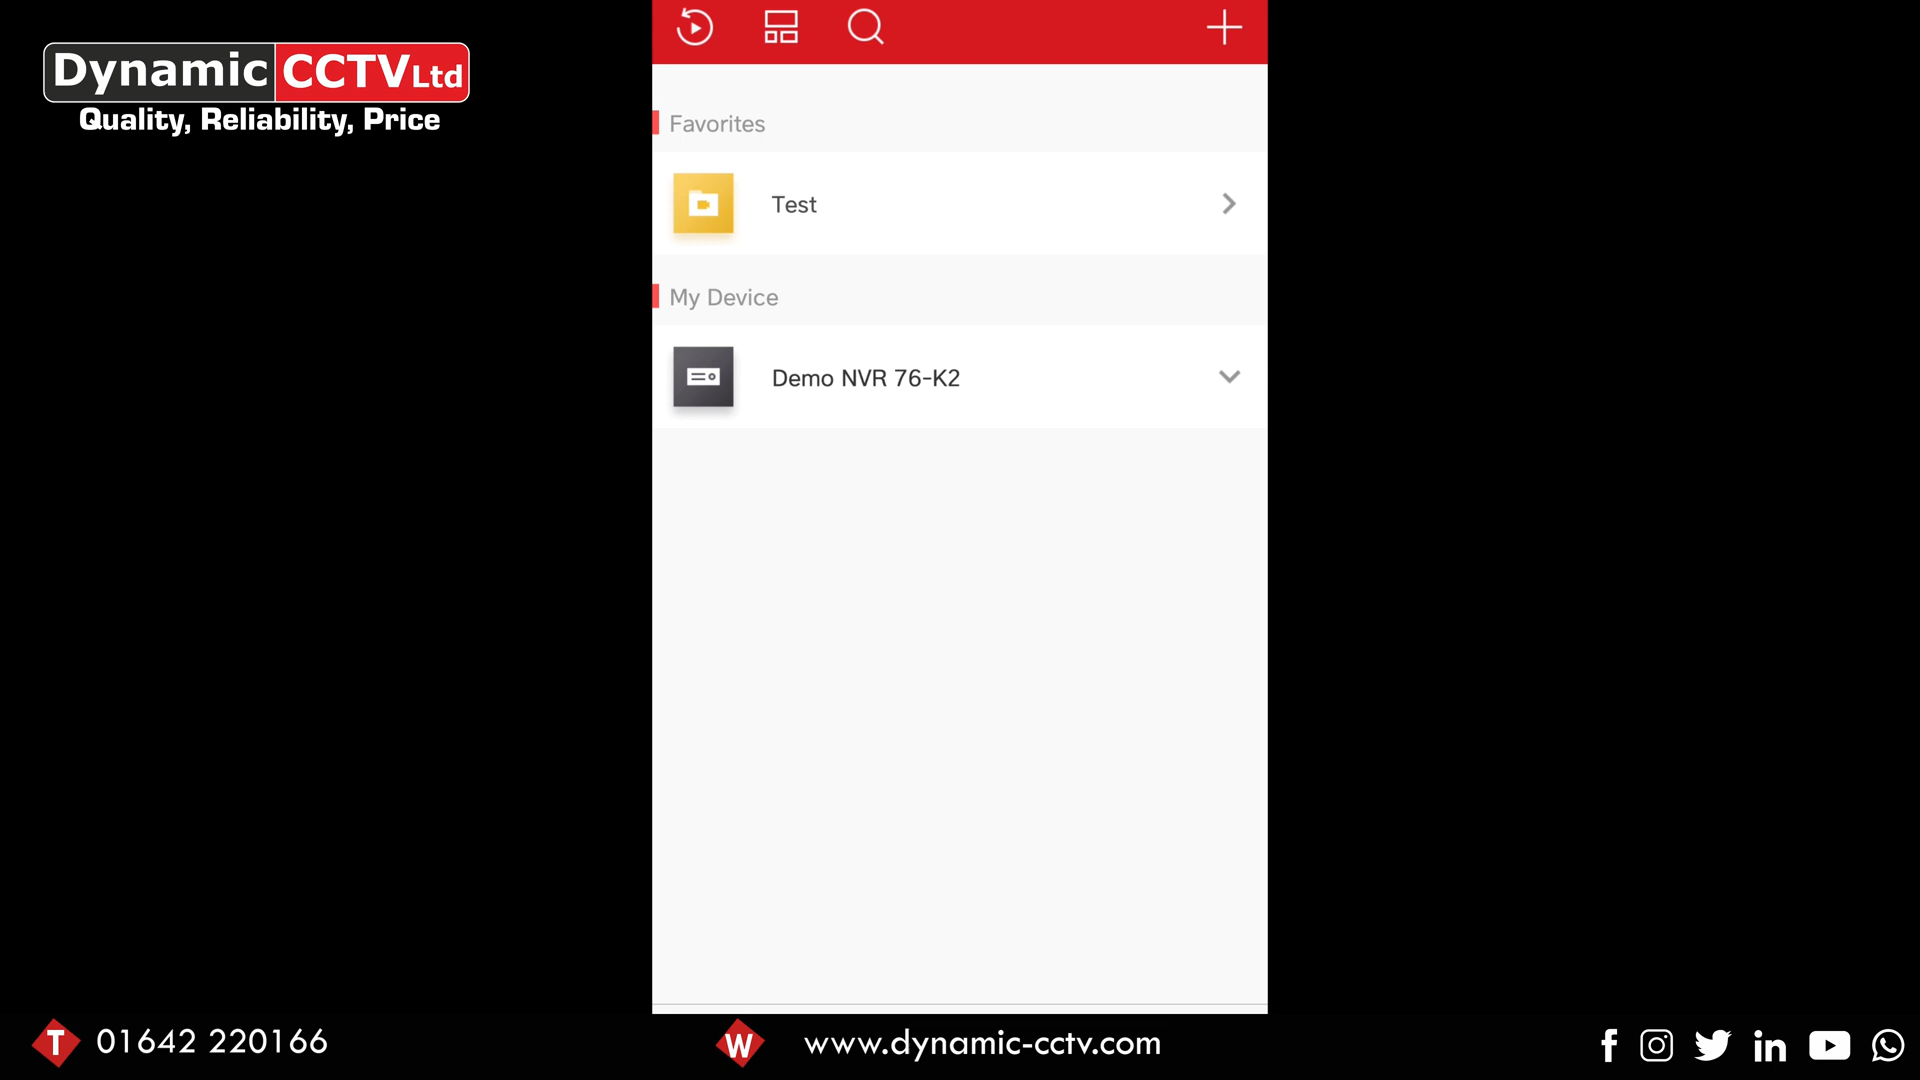 Dynamic CCTV Ltd
Quality, Reliability, Price
Favorites
Test
My Device
Demo NVR 76-K2
T 01642 220166
W www.dynamic-cctv.com